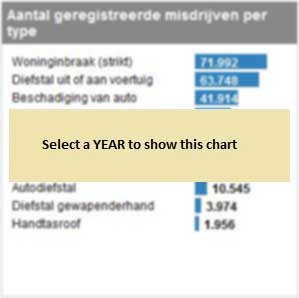 Aantal geregistreerde misdrijven per
type
Woninginbraak (strikt) 71.992
Diefstal uit of aan voertuig 63.748
Beschadiging van auto 41.914
Select a YEAR to show this chart
Autodiefstal 10.545
Diefstal gewapenderhand 3.974
Handtasroof 1.956